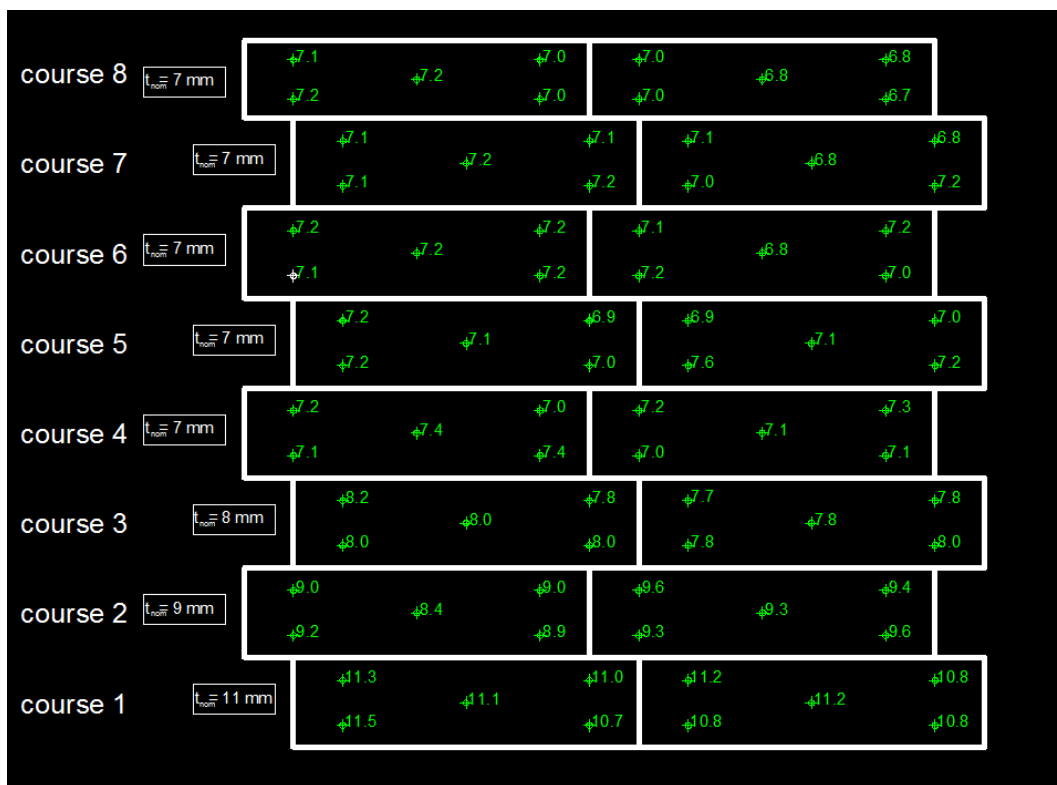 7.1 7.0 7.0 6.8
course 8 tnom= 7 mm 7.2 6.8
7.2 7.0 7.0 6.7
7.1 7.1 7.1 6.8
course 7 tnom= 7 mm 7.2 6.8
7.1 7.2 7.0 7.2
7.2 7.2 7.1 7.2
course 6 tnom= 7 mm 7.2 6.8
7.1 7.2 7.2 7.0
7.2 6.9 6.9 7.0
course 5 tnom= 7 mm 7.1 7.1
7.2 7.0 7.6 7.2
7.2 7.0 7.2 7.3
course 4 tnom= 7 mm 7.4 7.1
7.1 7.4 7.0 7.1
8.2 7.8 7.7 7.8
course 3 tnom= 8 mm 8.0 7.8
8.0 8.0 7.8 8.0
9.0 9.0 9.6 9.4
course 2 tnom= 9 mm 8.4 9.3
9.2 8.9 9.3 9.6
11.3 11.0 11.2 10.8
course 1 tnom= 11 mm 11.1 11.2
11.5 10.7 10.8 10.8